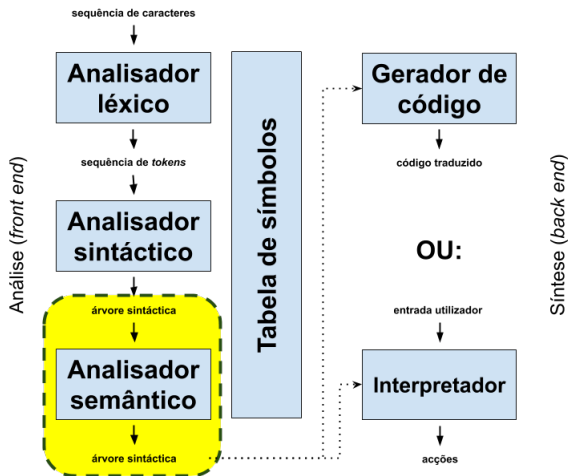 sequência de caracteres
Analisador
léxico
sequência de tokens
Analisador
sintáctico
árvore sintáctica
Analisador
semântico
árvore sintáctica
Análise (front end)
Tabela de símbolos
Gerador de
código
código traduzido
OU:
entrada utilizador
Interpretador
acções
Síntese (back end)